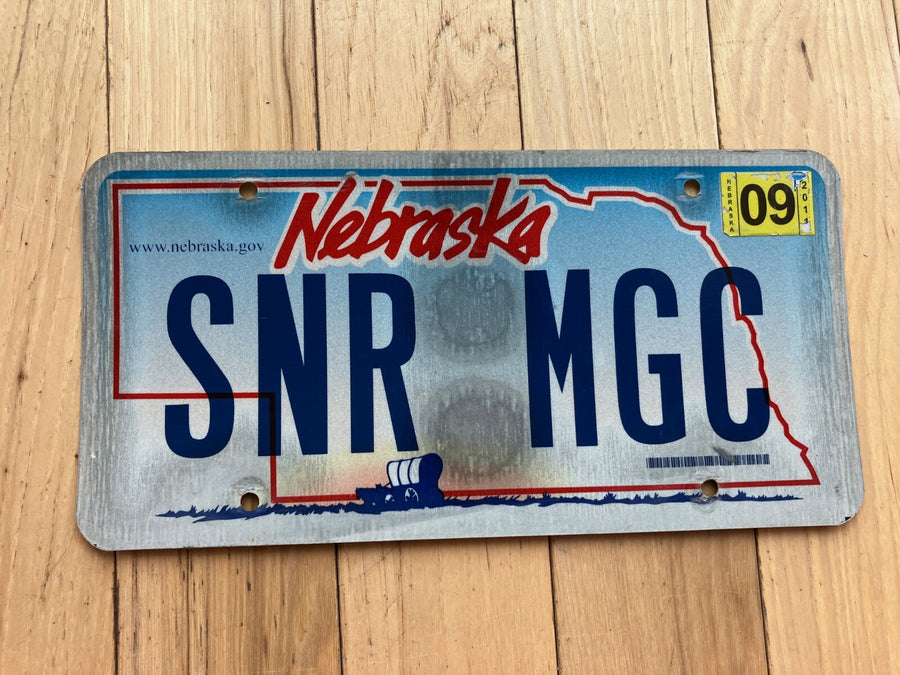 Nebraska
www.nebraska.gov
NEBRASKA
09
2011
SNR MGC